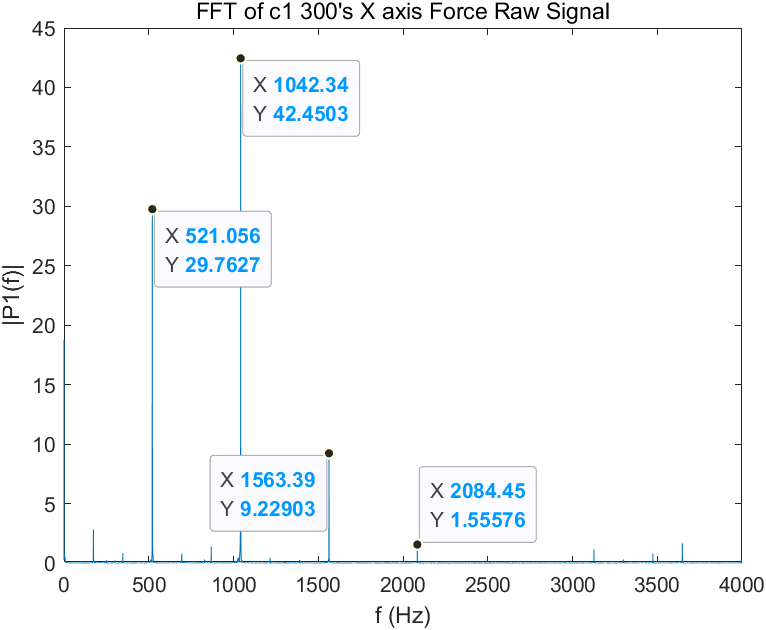 FFT of c1 300's X axis Force Raw Signal
45
40
35
30
25
20
15
10
5
0
|P1(f)|
X 1042.34
Y 42.4503
X 521.056
Y 29.7627
X 1563.39
Y 9.22903
X 2084.45
Y 1.55576
0 500 1000 1500 2000 2500 3000 3500 4000
f (Hz)